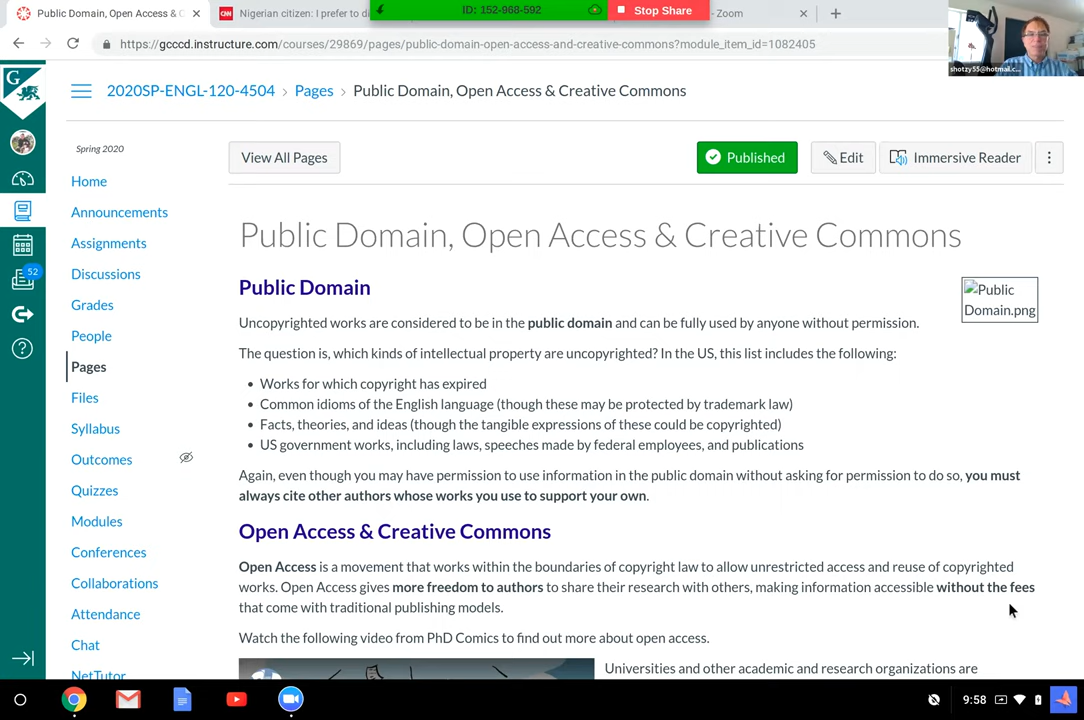 Public Domain, Open Access & C
CNN
Nigerian citizen: I prefer to di
ID: 152-968-592
Stop Share
- Zoom
https://gcccd.instructure.com/courses/29869/pages/public-domain-open-access-and-creative-commons?module_item_id=1082405
shotzy55@hotmail.c...
G
2020SP-ENGL-120-4504 › Pages › Public Domain, Open Access & Creative Commons
Spring 2020
View All Pages
Published
Edit
Immersive Reader
Home
Announcements
Assignments
Discussions
52
Grades
People
Pages
Files
Syllabus
Outcomes
Quizzes
Modules
Conferences
Collaborations
Attendance
Chat
NetTutor
Public Domain, Open Access & Creative Commons
Public Domain
Public
Domain.png
Uncopyrighted works are considered to be in the public domain and can be fully used by anyone without permission.
The question is, which kinds of intellectual property are uncopyrighted? In the US, this list includes the following:
• Works for which copyright has expired
• Common idioms of the English language (though these may be protected by trademark law)
• Facts, theories, and ideas (though the tangible expressions of these could be copyrighted)
• US government works, including laws, speeches made by federal employees, and publications
Again, even though you may have permission to use information in the public domain without asking for permission to do so, you must
always cite other authors whose works you use to support your own.
Open Access & Creative Commons
Open Access is a movement that works within the boundaries of copyright law to allow unrestricted access and reuse of copyrighted
works. Open Access gives more freedom to authors to share their research with others, making information accessible without the fees
that come with traditional publishing models.
Watch the following video from PhD Comics to find out more about open access.
Universities and other academic and research organizations are
9:58